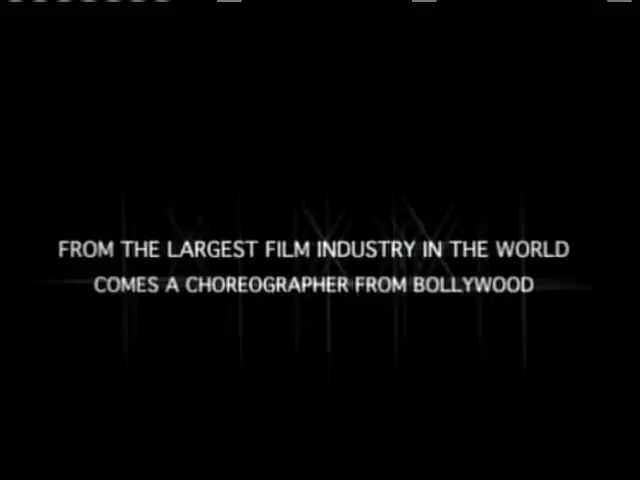 FROM THE LARGEST FILM INDUSTRY IN THE WORLD
COMES A CHOREOGRAPHER FROM BOLLYWOOD